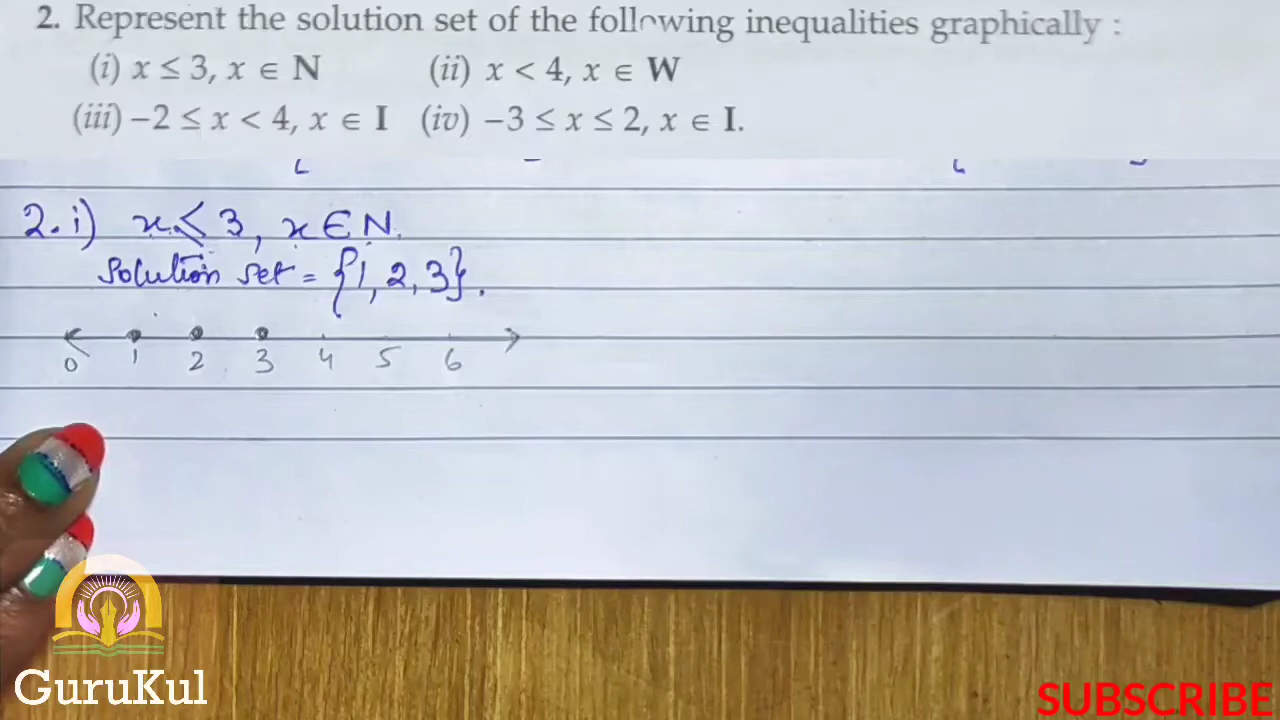 2. Represent the solution set of the following inequalities graphically :
(i) x ≤ 3, x ∈ N (ii) x < 4, x ∈ W
(iii) −2 ≤ x < 4, x ∈ I (iv) −3 ≤ x ≤ 2, x ∈ I.
2. i) x ≤ 3, x ∈ N.
Solution set = {1, 2, 3}.
0 1 2 3 4 5 6
GuruKul
SUBSCRIBE